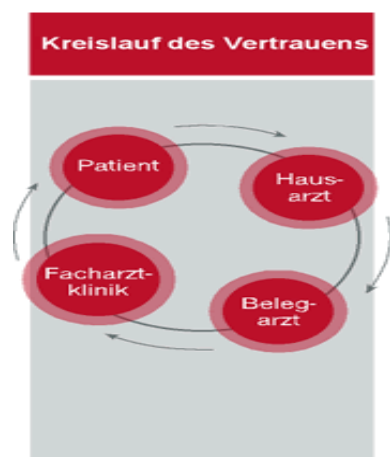 Kreislauf des Vertrauens
Patient
Haus-
arzt
Beleg-
arzt
Facharzt-
klinik